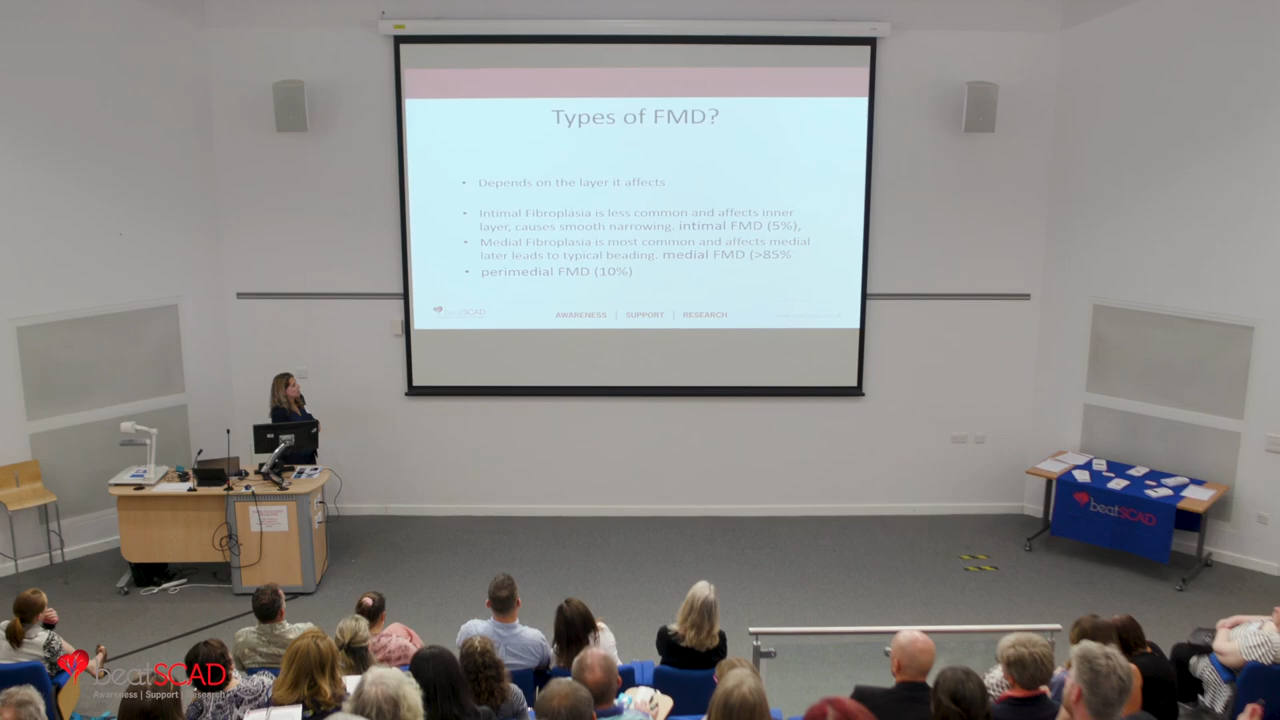 Types of FMD?
• Depends on the layer it affects
• Intimal Fibroplasia is less common and affects inner
layer, causes smooth narrowing. intimal FMD (5%),
• Medial Fibroplasia is most common and affects medial
later leads to typical beading. medial FMD (>85%
• perimedial FMD (10%)
beatSCAD
AWARENESS | SUPPORT | RESEARCH
beatSCAD
beatSCAD
Awareness | Support | Research